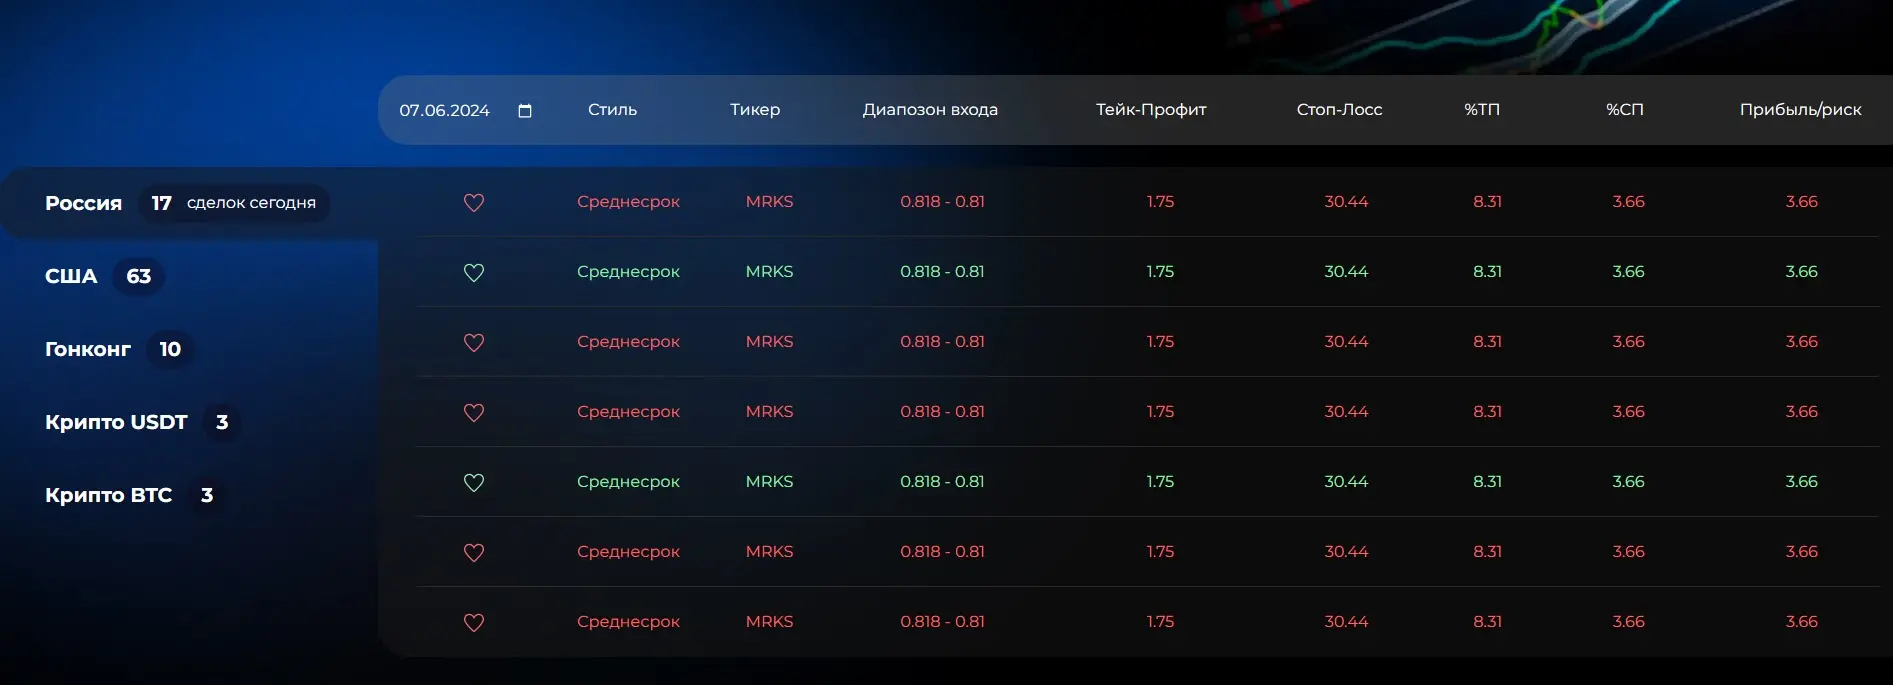 07.06.2024 Стиль Тикер Диапозон входа Тейк-Профит Стоп-Лосс %ТП %СП Прибыль/риск
Россия 17 сделок сегодня
США 63
Гонконг 10
Крипто USDT 3
Крипто BTC 3
Среднесрок MRKS 0.818 - 0.81 1.75 30.44 8.31 3.66 3.66
Среднесрок MRKS 0.818 - 0.81 1.75 30.44 8.31 3.66 3.66
Среднесрок MRKS 0.818 - 0.81 1.75 30.44 8.31 3.66 3.66
Среднесрок MRKS 0.818 - 0.81 1.75 30.44 8.31 3.66 3.66
Среднесрок MRKS 0.818 - 0.81 1.75 30.44 8.31 3.66 3.66
Среднесрок MRKS 0.818 - 0.81 1.75 30.44 8.31 3.66 3.66
Среднесрок MRKS 0.818 - 0.81 1.75 30.44 8.31 3.66 3.66